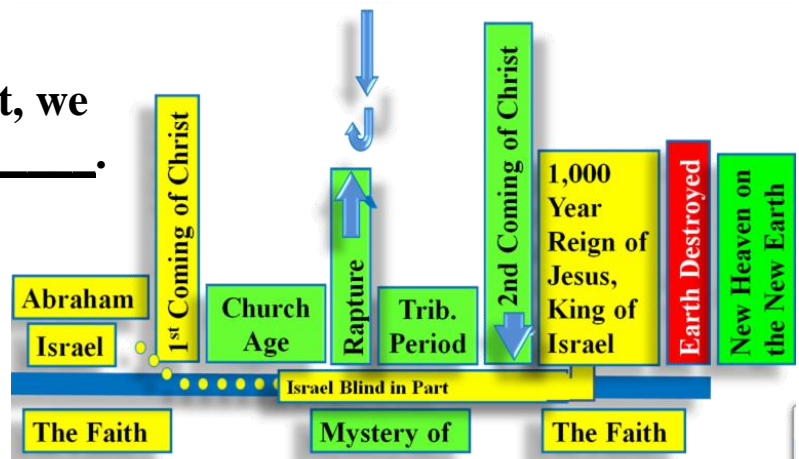 t, we
______.
Abraham
Israel
1st Coming of Christ
Church
Age
Rapture
Trib.
Period
2nd Coming of Christ
1,000
Year
Reign of
Jesus,
King of
Israel
Earth Destroyed
New Heaven on
the New Earth
Israel Blind in Part
The Faith
Mystery of
The Faith